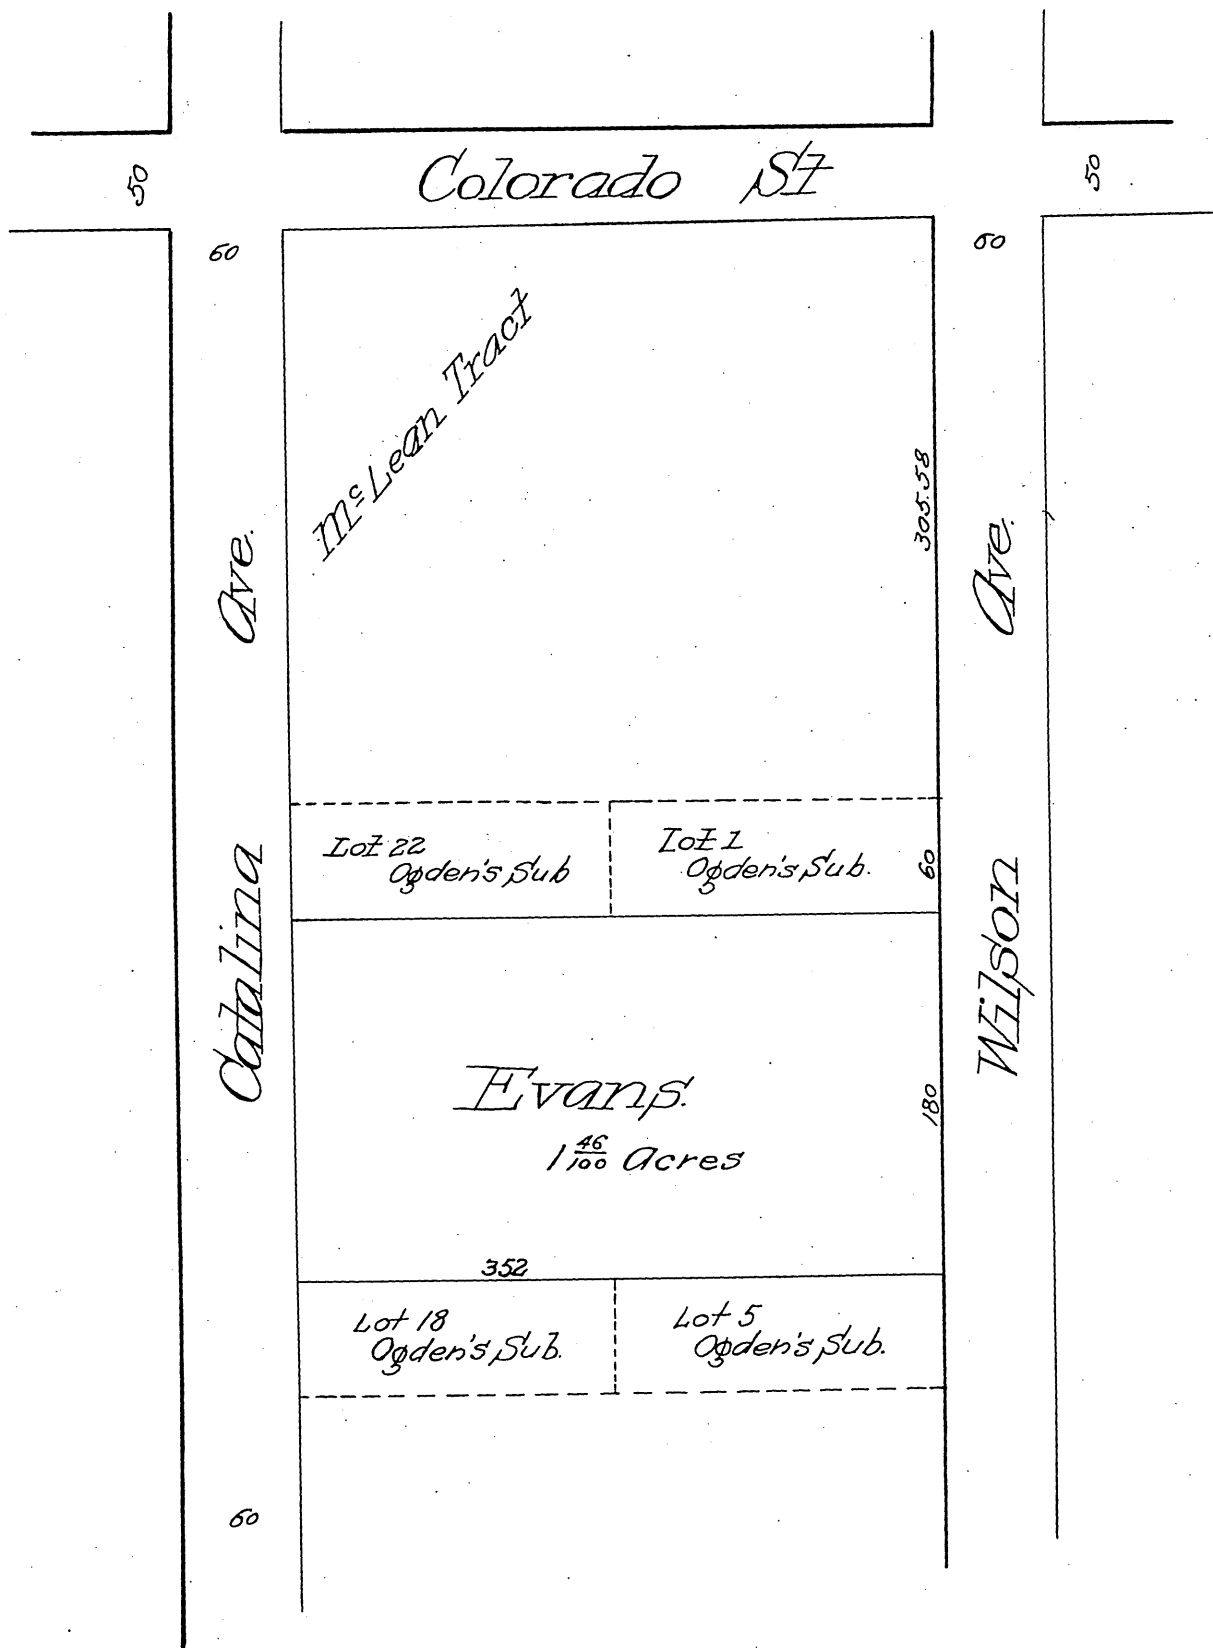 Colorado St
50
50
60
60
McLean Tract
305.58
Catalina Ave.
Wilson Ave.
Lot 22
Ogden's Sub
Lot 1
Ogden's Sub.
60
Evans.
1 46/100 Acres
180
352
Lot 18
Ogden's Sub.
Lot 5
Ogden's Sub.
60